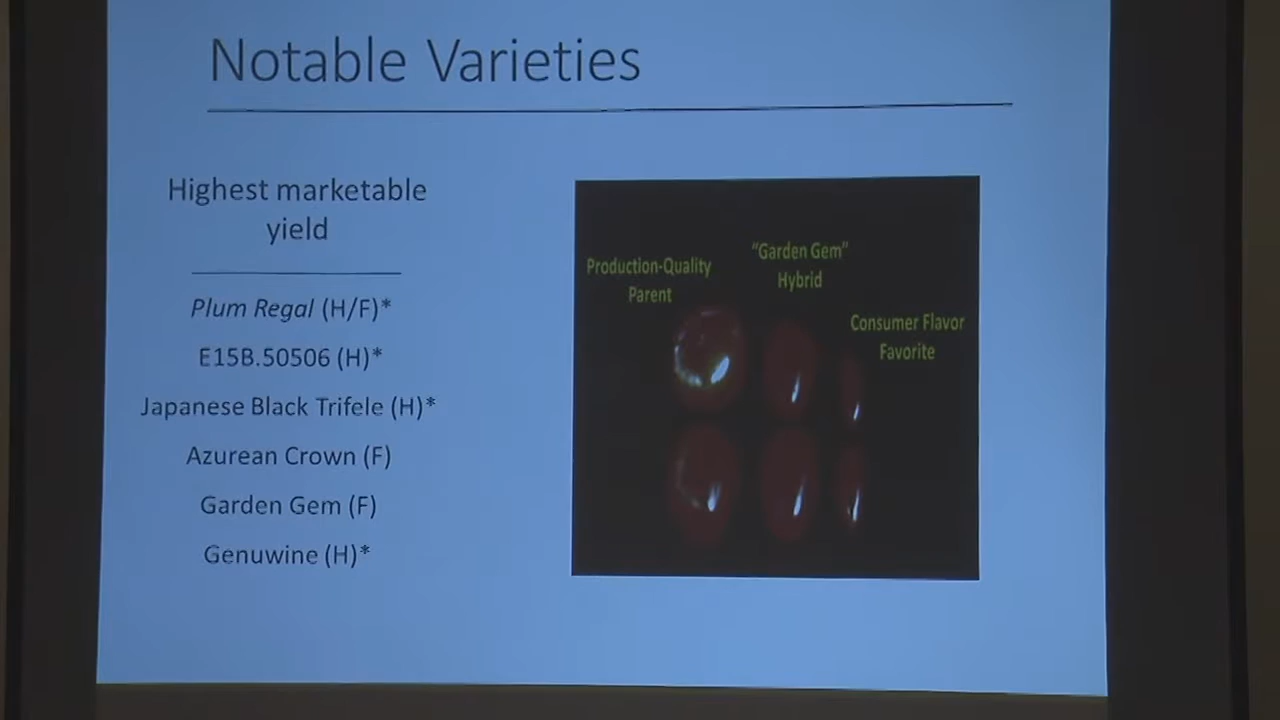 Notable Varieties
Highest marketable
yield
Plum Regal (H/F)*
E15B.50506 (H)*
Japanese Black Trifele (H)*
Azurean Crown (F)
Garden Gem (F)
Genuwine (H)*
Production-Quality
Parent
“Garden Gem”
Hybrid
Consumer Flavor
Favorite